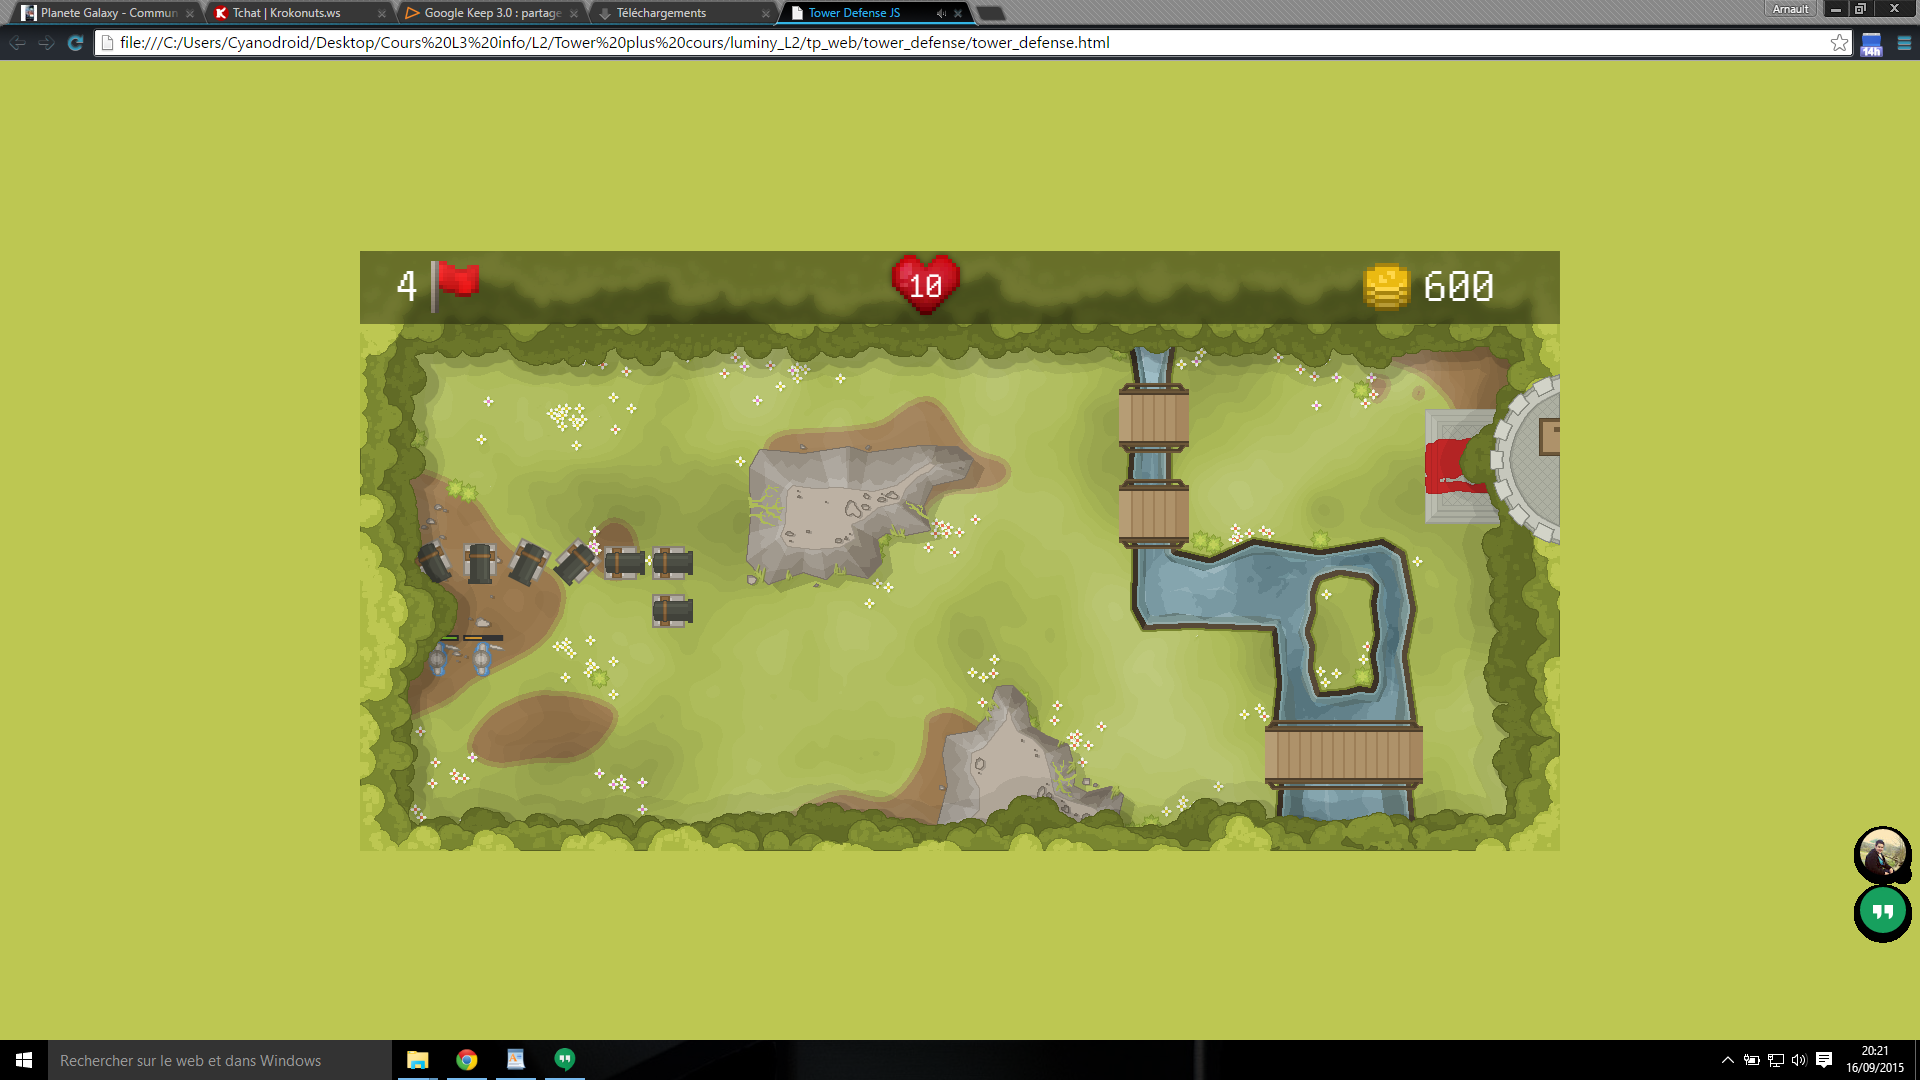 Planete Galaxy - Commun
Tchat | Krokonuts.ws
Google Keep 3.0 : partage
Téléchargements
Tower Defense JS
Arnault
file:///C:/Users/Cyanodroid/Desktop/Cours%20L3%20info/L2/Tower%20plus%20cours/luminy_L2/tp_web/tower_defense/tower_defense.html
14h
4
10
600
Rechercher sur le web et dans Windows
20:21
16/09/2015